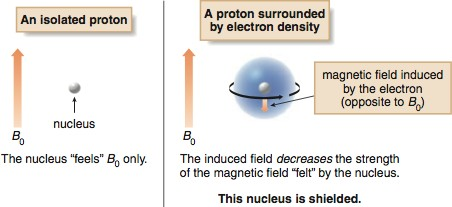 An isolated proton
B₀
nucleus
The nucleus “feels” B₀ only.
A proton surrounded
by electron density
magnetic field induced
by the electron
(opposite to B₀)
B₀
The induced field decreases the strength
of the magnetic field “felt” by the nucleus.
This nucleus is shielded.